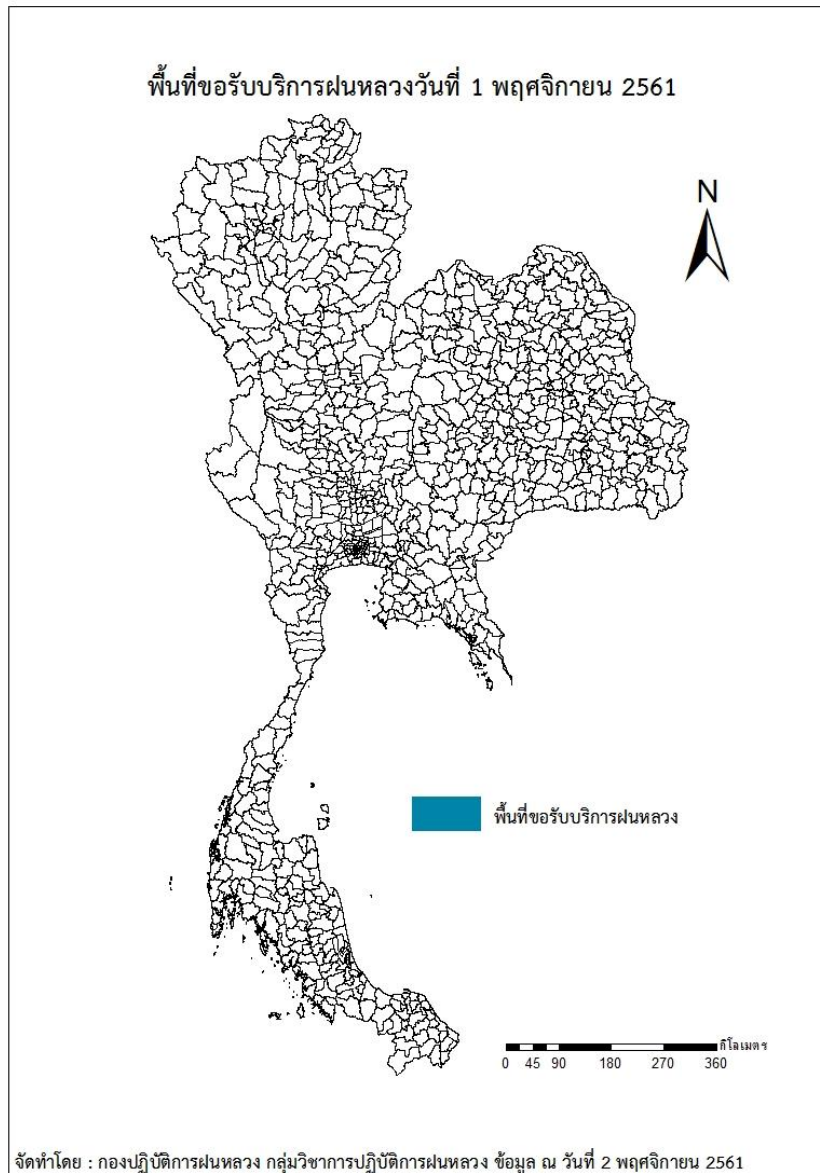 พื้นที่ขอรับบริการฝนหลวงวันที่ 1 พฤศจิกายน 2561
N
พื้นที่ขอรับบริการฝนหลวง
กิโลเมตร
0 45 90 180 270 360
จัดทำโดย : กองปฏิบัติการฝนหลวง กลุ่มวิชาการปฏิบัติการฝนหลวง ข้อมูล ณ วันที่ 2 พฤศจิกายน 2561